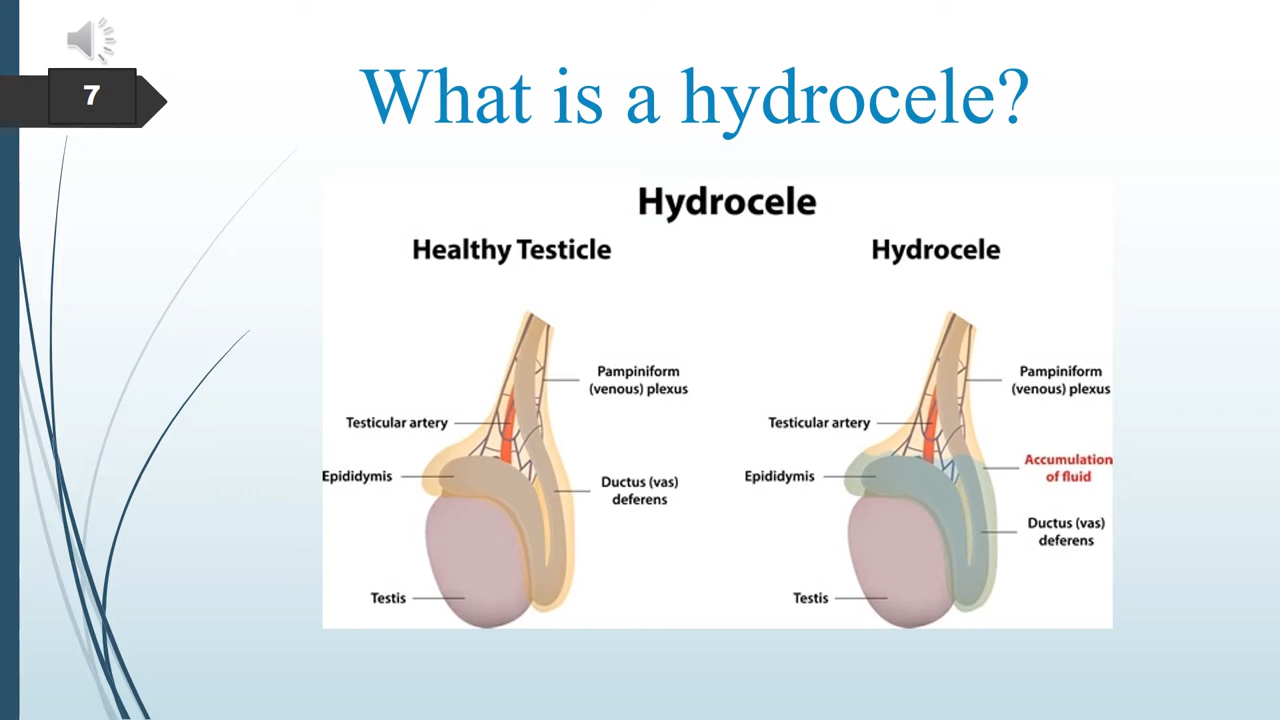 7
What is a hydrocele?
Hydrocele
Healthy Testicle
Pampiniform
(venous) plexus
Testicular artery
Epididymis
Ductus (vas)
deferens
Testis
Hydrocele
Pampiniform
(venous) plexus
Testicular artery
Accumulation
of fluid
Epididymis
Ductus (vas)
deferens
Testis